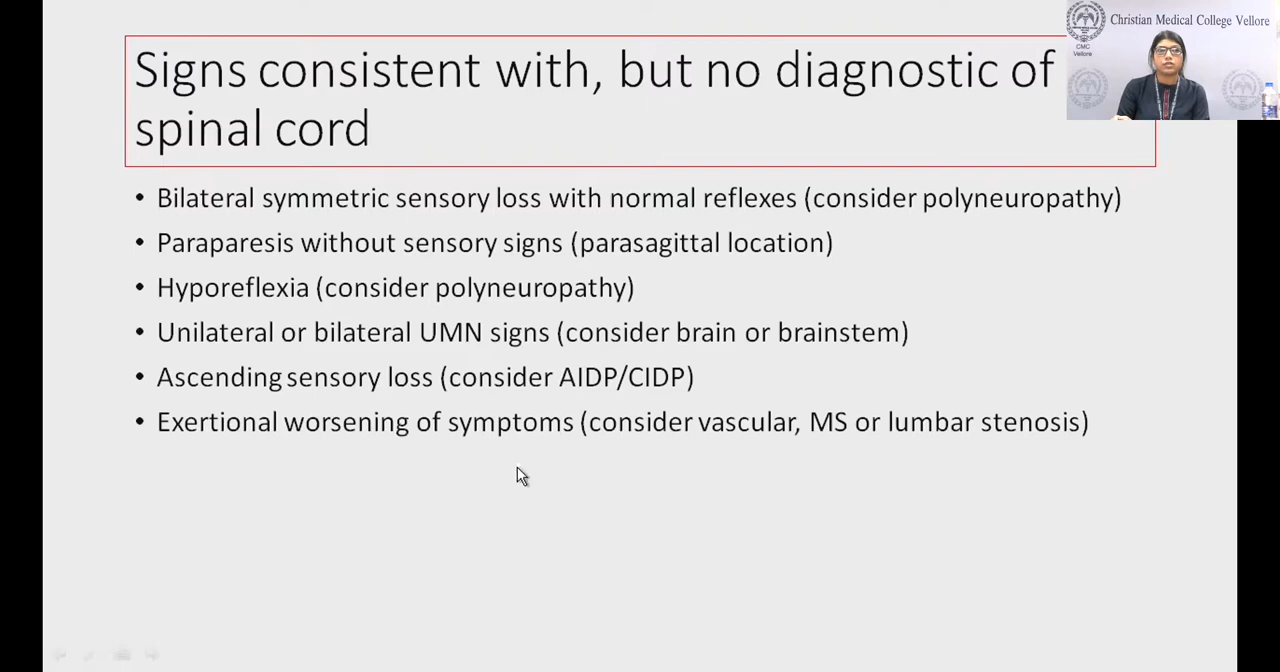 Signs consistent with, but no diagnostic of
spinal cord
• Bilateral symmetric sensory loss with normal reflexes (consider polyneuropathy)
• Paraparesis without sensory signs (parasagittal location)
• Hyporeflexia (consider polyneuropathy)
• Unilateral or bilateral UMN signs (consider brain or brainstem)
• Ascending sensory loss (consider AIDP/CIDP)
• Exertional worsening of symptoms (consider vascular, MS or lumbar stenosis)
Christian Medical College Vellore
CMC
Vellore